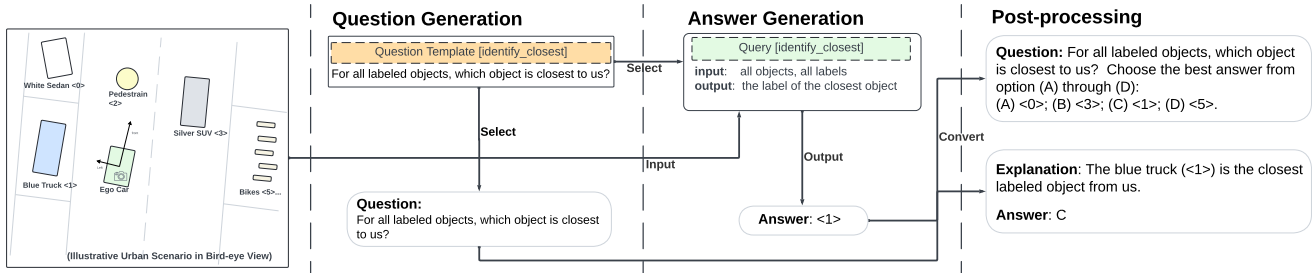 Question Generation
Answer Generation
Post-processing
White Sedan <0>
Pedestrain
<2>
Silver SUV <3>
Blue Truck <1>
Ego Car
Bikes <5>...
(Illustrative Urban Scenario in Bird-eye View)
Question Template [identify_closest]
For all labeled objects, which object is closest to us?
Select
Select
Input
Question:
For all labeled objects, which object is closest
to us?
Query [identify_closest]
input: all objects, all labels
output: the label of the closest object
Output
Answer: <1>
Convert
Question: For all labeled objects, which object
is closest to us? Choose the best answer from
option (A) through (D):
(A) <0>; (B) <3>; (C) <1>; (D) <5>.
Explanation: The blue truck (<1>) is the closest
labeled object from us.
Answer: C